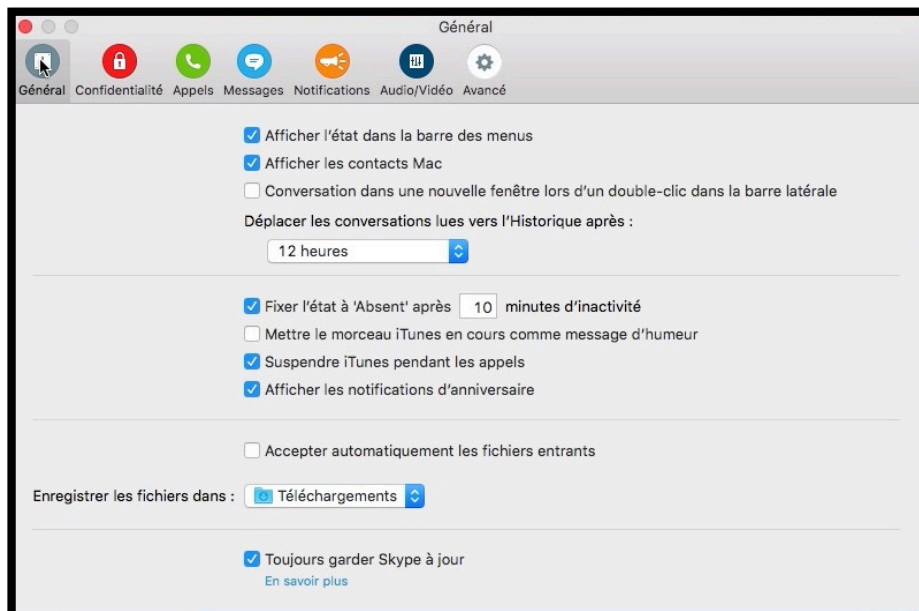 Général
Général Confidentialité Appels Messages Notifications Audio/Vidéo Avancé
Afficher l'état dans la barre des menus
Afficher les contacts Mac
Conversation dans une nouvelle fenêtre lors d'un double-clic dans la barre latérale
Déplacer les conversations lues vers l'Historique après :
12 heures
Fixer l'état à 'Absent' après 10 minutes d'inactivité
Mettre le morceau iTunes en cours comme message d'humeur
Suspendre iTunes pendant les appels
Afficher les notifications d'anniversaire
Accepter automatiquement les fichiers entrants
Enregistrer les fichiers dans : Téléchargements
Toujours garder Skype à jour
En savoir plus